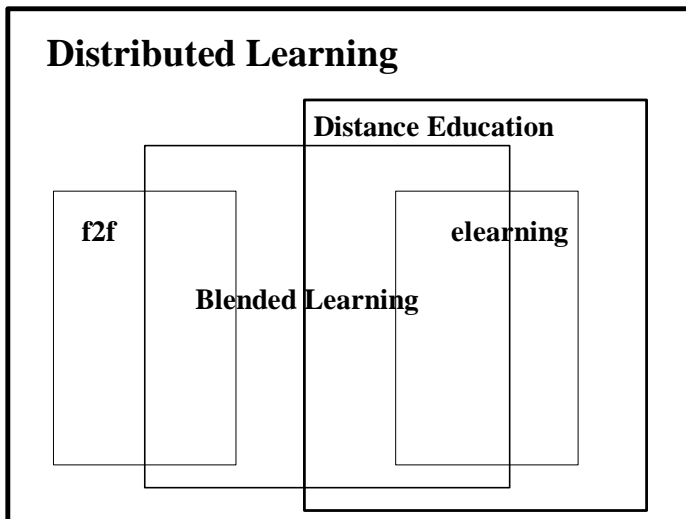 Distributed Learning
Distance Education
f2f
elearning
Blended Learning